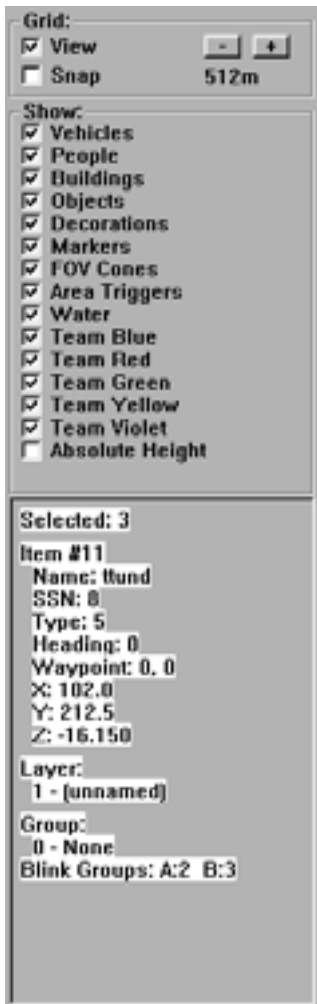 Grid:
View - +
Snap 512m
Show:
Vehicles
People
Buildings
Objects
Decorations
Markers
FOV Cones
Area Triggers
Water
Team Blue
Team Red
Team Green
Team Yellow
Team Violet
Absolute Height
Selected: 3
Item #11
Name: ttund
SSN: 8
Type: 5
Heading: 0
Waypoint: 0, 0
X: 102.0
Y: 212.5
Z: -16.150
Layer:
1 - (unnamed)
Group:
0 - None
Blink Groups: A:2 B:3